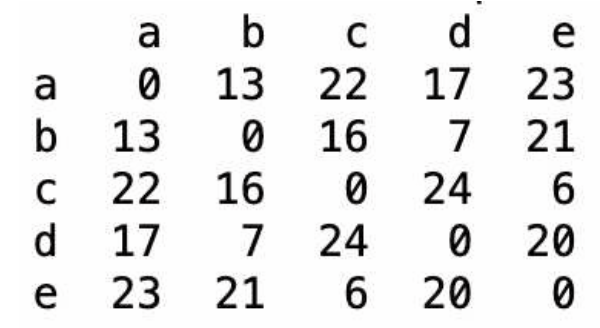 a b c d e
a 0 13 22 17 23
b 13 0 16 7 21
c 22 16 0 24 6
d 17 7 24 0 20
e 23 21 6 20 0